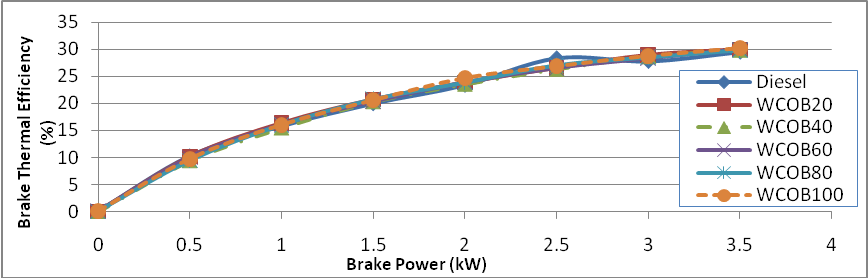 Brake Thermal Efficiency
(%)
35
30
25
20
15
10
5
0
0 0.5 1 1.5 2 2.5 3 3.5 4
Brake Power (kW)
Diesel
WCOB20
WCOB40
WCOB60
WCOB80
WCOB100